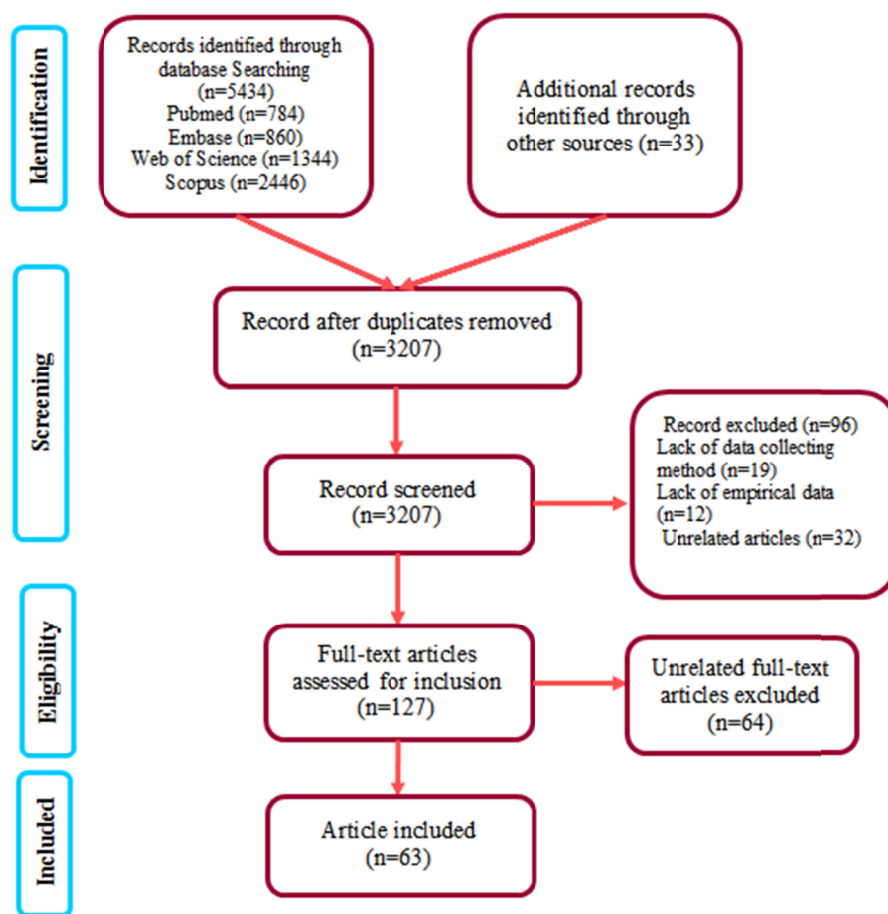 Identification
Records identified through
database Searching
(n=5434)
Pubmed (n=784)
Embase (n=860)
Web of Science (n=1344)
Scopus (n=2446)
Additional records
identified through
other sources (n=33)
Screening
Record after duplicates removed
(n=3207)
Record screened
(n=3207)
Record excluded (n=96)
Lack of data collecting
method (n=19)
Lack of empirical data
(n=12)
Unrelated articles (n=32)
Eligibility
Full-text articles
assessed for inclusion
(n=127)
Unrelated full-text
articles excluded
(n=64)
Included
Article included
(n=63)